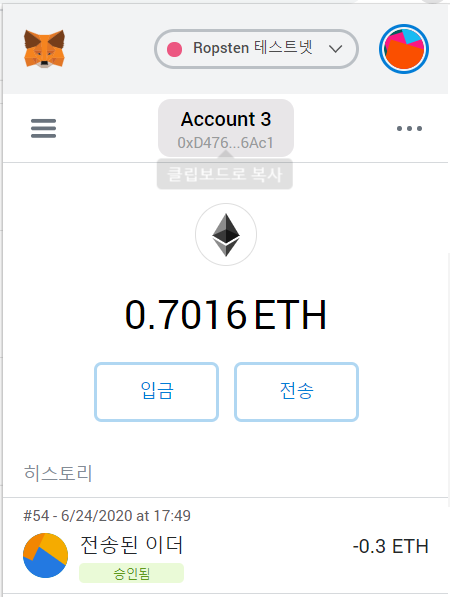 Ropsten 테스트넷
Account 3
0xD476...6Ac1
클립보드로 복사
0.7016 ETH
입금
전송
히스토리
#54 - 6/24/2020 at 17:49
전송된 이더
-0.3 ETH
승인됨